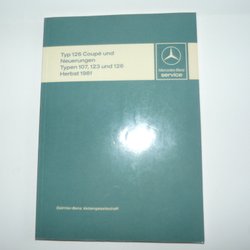 Typ 126 Coupé und
Neuerungen
Typen 107, 123 und 126
Herbst 1981
Mercedes-Benz
service
Daimler-Benz Aktiengesellschaft